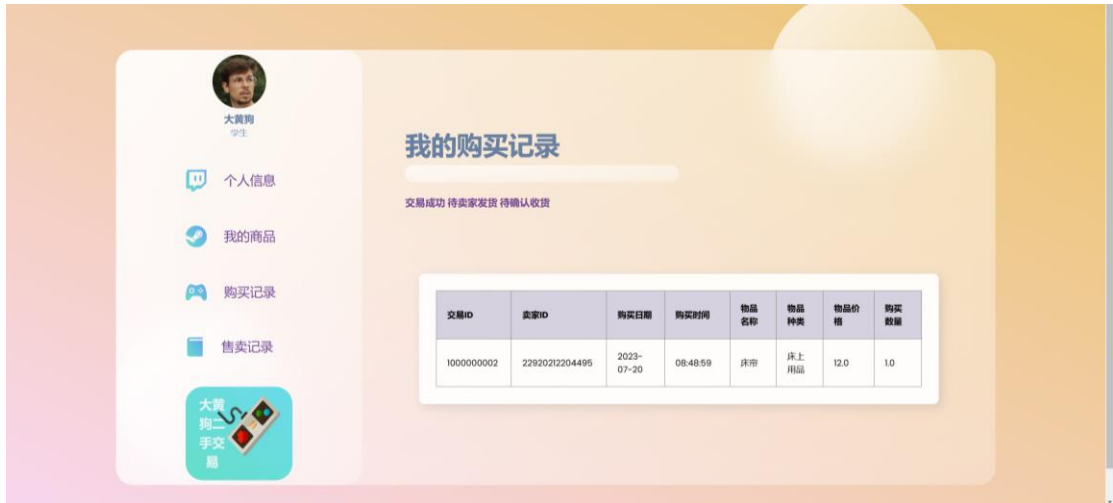 大黄狗
学生
个人信息
我的商品
购买记录
售卖记录
大黄
狗二
手交
易
我的购买记录
交易成功 待卖家发货 待确认收货
交易ID 卖家ID 购买日期 购买时间 物品名称 物品种类 物品价格 购买数量
1000000002 22920212204495 2023-07-20 08:48:59 床帘 床上用品 12.0 1.0